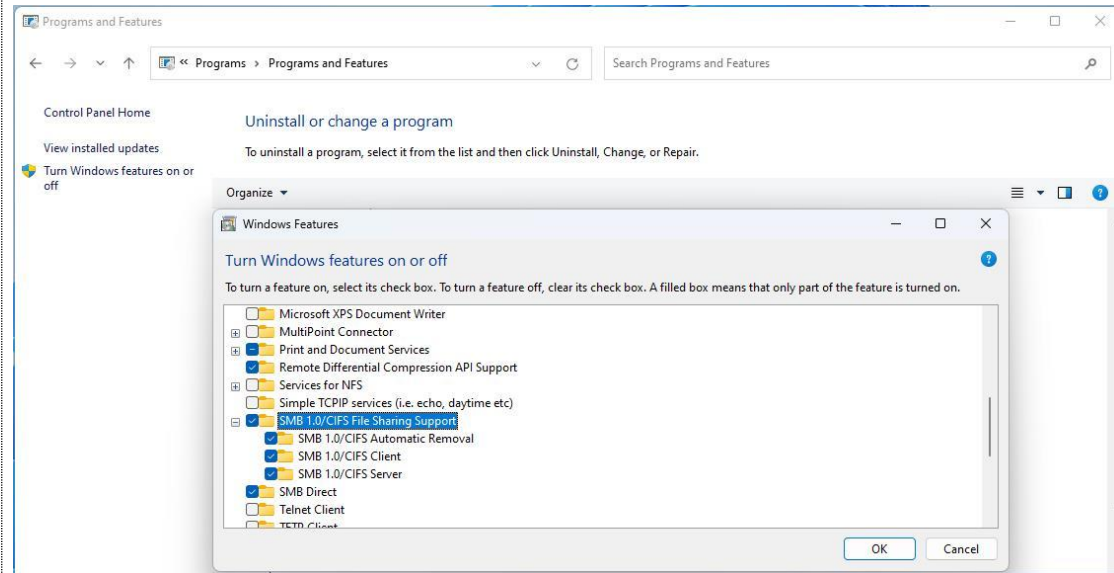 Programs and Features
« Programs > Programs and Features
Search Programs and Features
Control Panel Home
View installed updates
Turn Windows features on or
off
Uninstall or change a program
To uninstall a program, select it from the list and then click Uninstall, Change, or Repair.
Organize
Windows Features
Turn Windows features on or off
To turn a feature on, select its check box. To turn a feature off, clear its check box. A filled box means that only part of the feature is turned on.
Microsoft XPS Document Writer
MultiPoint Connector
Print and Document Services
Remote Differential Compression API Support
Services for NFS
Simple TCPIP services (i.e. echo, daytime etc)
SMB 1.0/CIFS File Sharing Support
SMB 1.0/CIFS Automatic Removal
SMB 1.0/CIFS Client
SMB 1.0/CIFS Server
SMB Direct
Telnet Client
TFTP Client
OK
Cancel